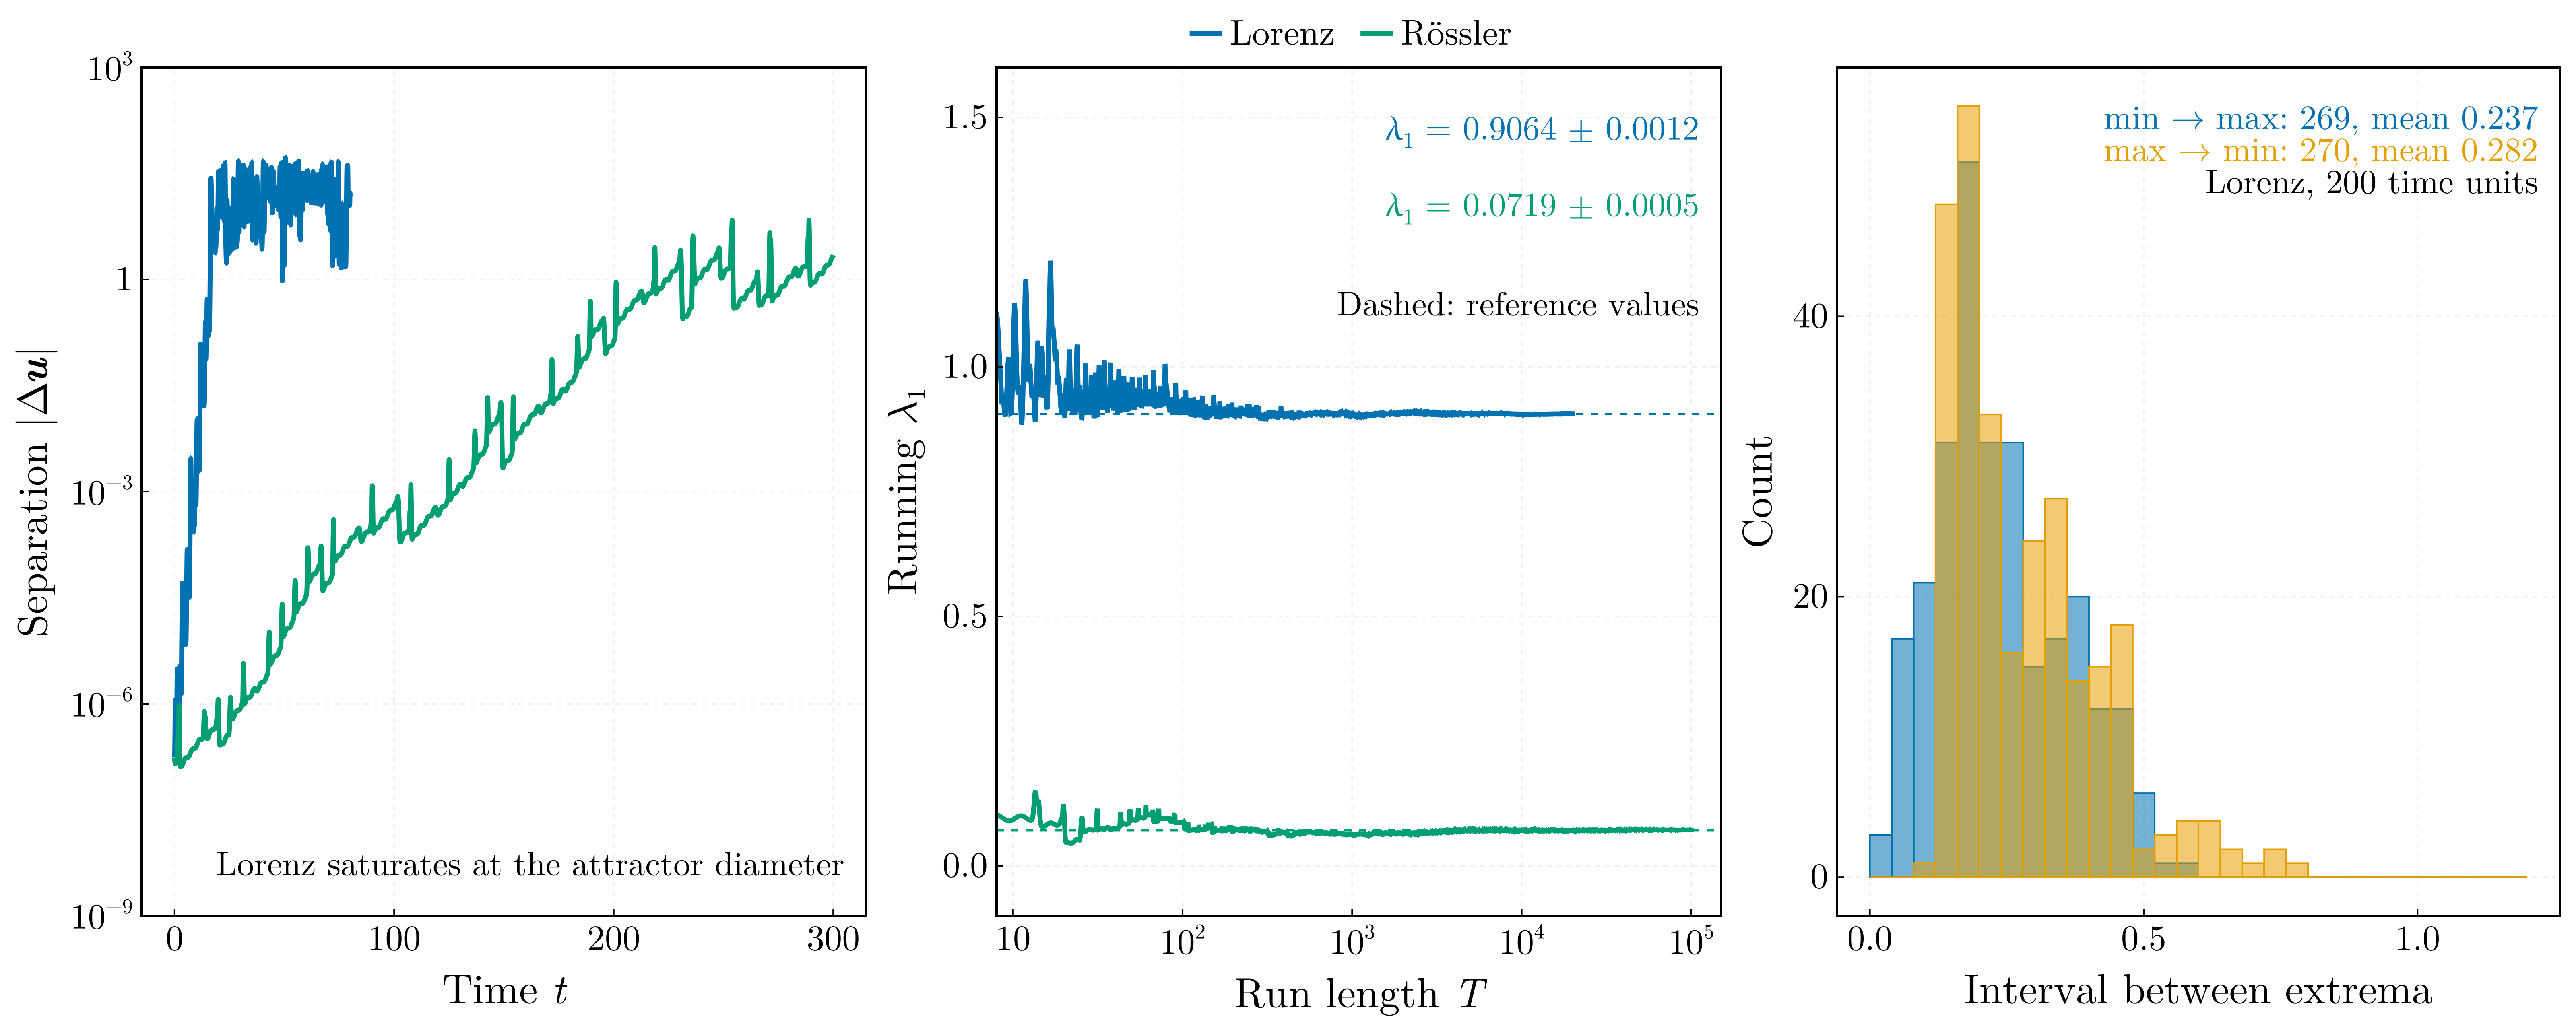 Lorenz Rössler
10³
1
10⁻³
10⁻⁶
10⁻⁹
Separation |Δu|
0 100 200 300
Time t
Lorenz saturates at the attractor diameter
1.5
1.0
0.5
0.0
Running λ₁
10 10² 10³ 10⁴ 10⁵
Run length T
λ₁ = 0.9064 ± 0.0012
λ₁ = 0.0719 ± 0.0005
Dashed: reference values
40
20
0
Count
0.0 0.5 1.0
Interval between extrema
min → max: 269, mean 0.237
max → min: 270, mean 0.282
Lorenz, 200 time units